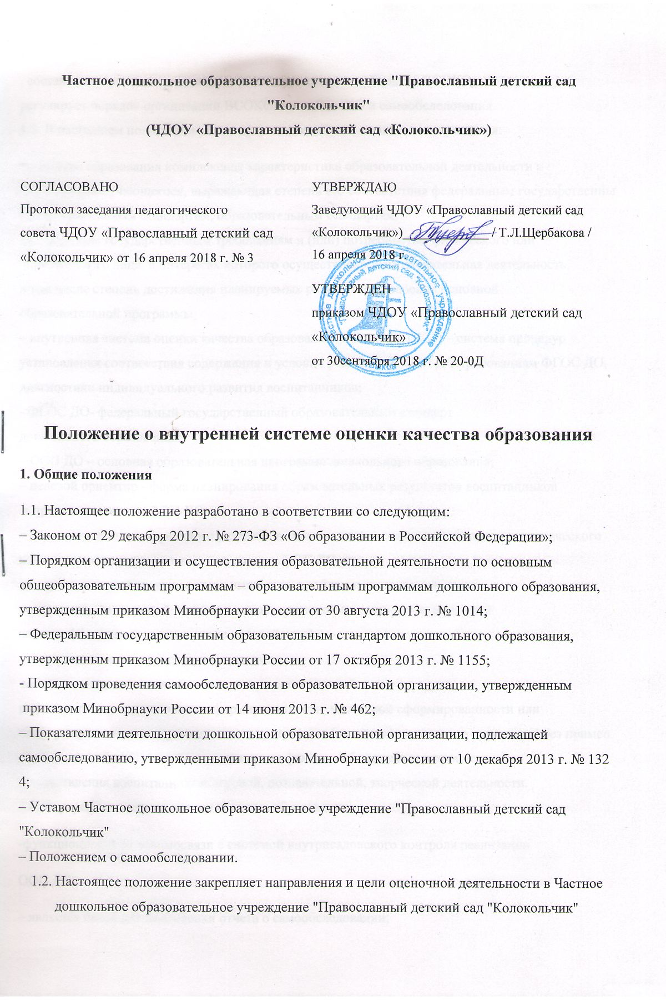 Частное дошкольное образовательное учреждение "Православный детский сад
"Колокольчик"
(ЧДОУ «Православный детский сад «Колокольчик»)
СОГЛАСОВАНО
Протокол заседания педагогического
совета ЧДОУ «Православный детский сад
«Колокольчик» от 16 апреля 2018 г. № 3
УТВЕРЖДАЮ
Заведующий ЧДОУ «Православный детский сад
«Колокольчик»)_____________/ Т.Л.Щербакова /
16 апреля 2018 г.
УТВЕРЖДЕН
приказом ЧДОУ «Православный детский сад
«Колокольчик»
от 30сентября 2018 г. № 20-0Д
дошкольное образовательное учреждение
"Православный детский сад "Колокольчик"
Положение о внутренней системе оценки качества образования
1. Общие положения
1.1. Настоящее положение разработано в соответствии со следующим:
– Законом от 29 декабря 2012 г. № 273-ФЗ «Об образовании в Российской Федерации»;
– Порядком организации и осуществления образовательной деятельности по основным
общеобразовательным программам – образовательным программам дошкольного образования,
утвержденным приказом Минобрнауки России от 30 августа 2013 г. № 1014;
– Федеральным государственным образовательным стандартом дошкольного образования,
утвержденным приказом Минобрнауки России от 17 октября 2013 г. № 1155;
- Порядком проведения самообследования в образовательной организации, утвержденным
приказом Минобрнауки России от 14 июня 2013 г. № 462;
– Показателями деятельности дошкольной образовательной организации, подлежащей
самообследованию, утвержденными приказом Минобрнауки России от 10 декабря 2013 г. № 132
4;
– Уставом Частное дошкольное образовательное учреждение "Православный детский сад
"Колокольчик"
– Положением о самообследовании.
1.2. Настоящее положение закрепляет направления и цели оценочной деятельности в Частное
дошкольное образовательное учреждение "Православный детский сад "Колокольчик"